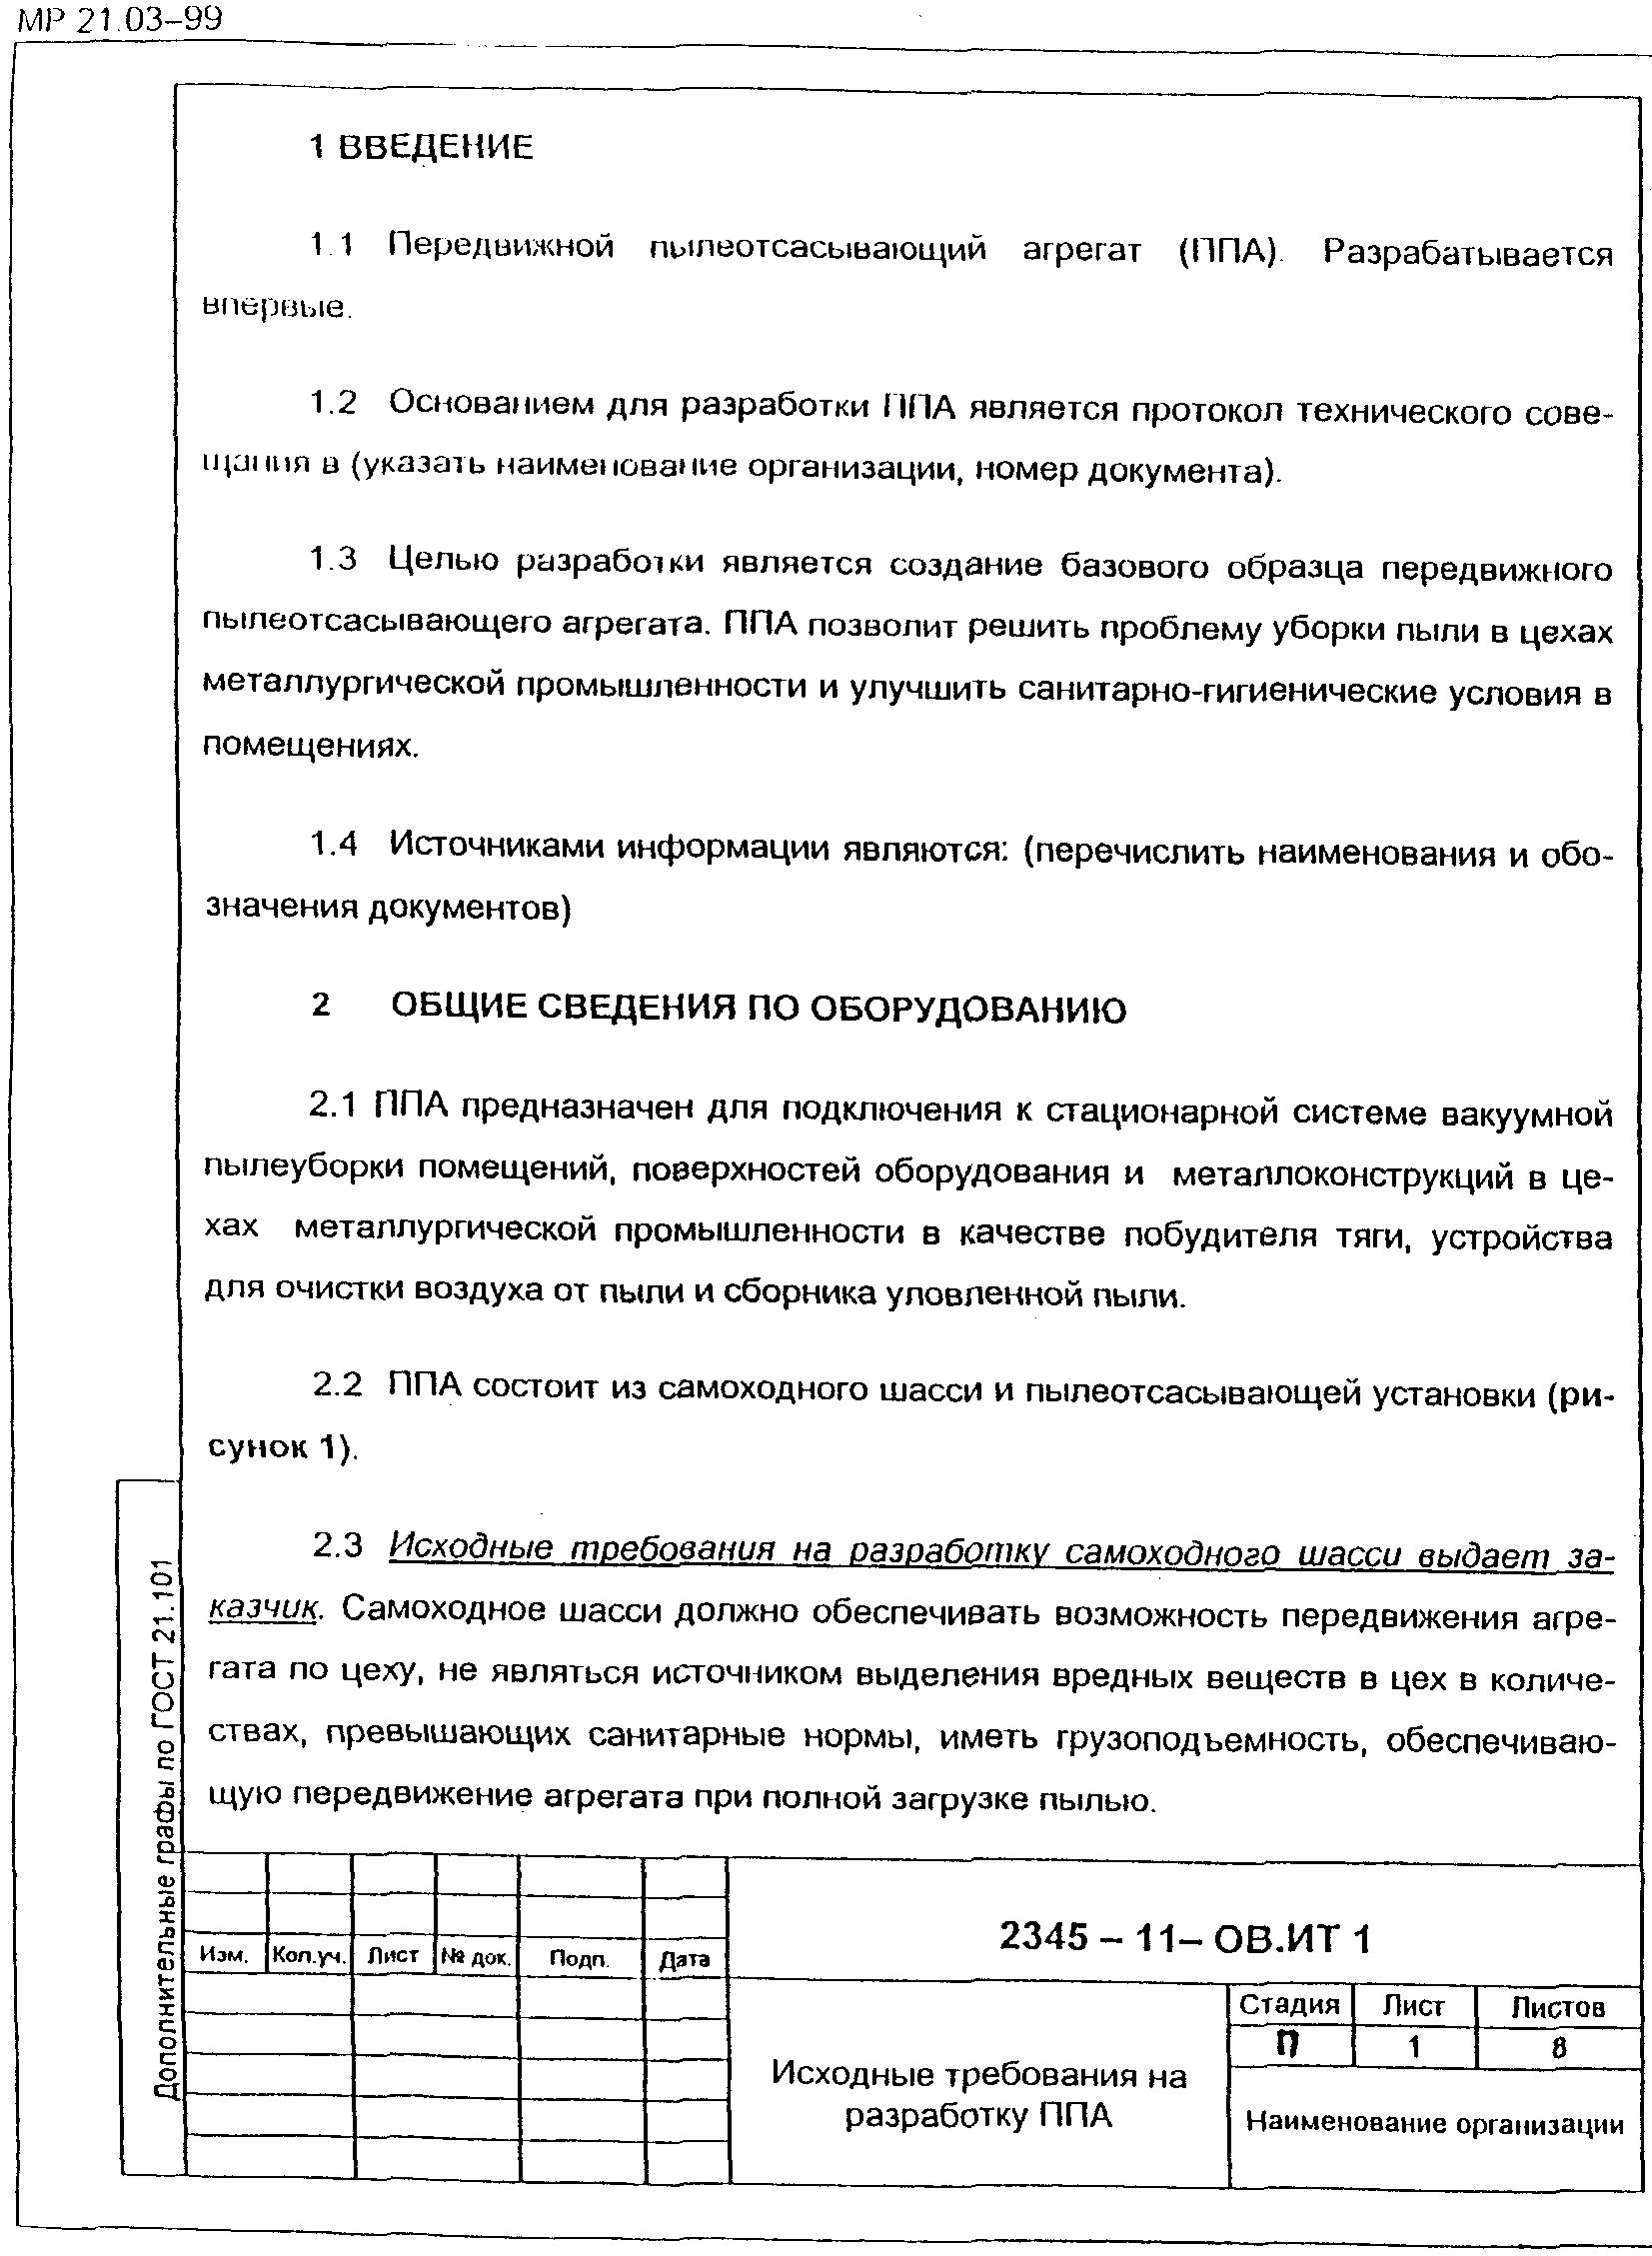 МР 21.03–99
1 ВВЕДЕНИЕ
1.1 Передвижной пылеотсасывающий агрегат (ППА). Разрабатывается
впервые.
1.2 Основанием для разработки ППА является протокол технического сове-
щания в (указать наименование организации, номер документа).
1.3 Целью разработки является создание базового образца передвижного
пылеотсасывающего агрегата. ППА позволит решить проблему уборки пыли в цехах
металлургической промышленности и улучшить санитарно-гигиенические условия в
помещениях.
1.4 Источниками информации являются: (перечислить наименования и обо-
значения документов)
2 ОБЩИЕ СВЕДЕНИЯ ПО ОБОРУДОВАНИЮ
2.1 ППА предназначен для подключения к стационарной системе вакуумной
пылеуборки помещений, поверхностей оборудования и металлоконструкций в це-
хах металлургической промышленности в качестве побудителя тяги, устройства
для очистки воздуха от пыли и сборника уловленной пыли.
2.2 ППА состоит из самоходного шасси и пылеотсасывающей установки (ри-
сунок 1).
2.3 Исходные требования на разработку самоходного шасси выдает за-
казчик. Самоходное шасси должно обеспечивать возможность передвижения агре-
гата по цеху, не являться источником выделения вредных веществ в цех в количе-
ствах, превышающих санитарные нормы, иметь грузоподъемность, обеспечиваю-
щую передвижение агрегата при полной загрузке пылью.
Дополнительные графы по ГОСТ 21.101
2345 – 11– ОВ.ИТ 1
Изм. Кол.уч. Лист № док. Подп. Дата
Стадия Лист Листов
П 1 8
Исходные требования на
разработку ППА
Наименование организации